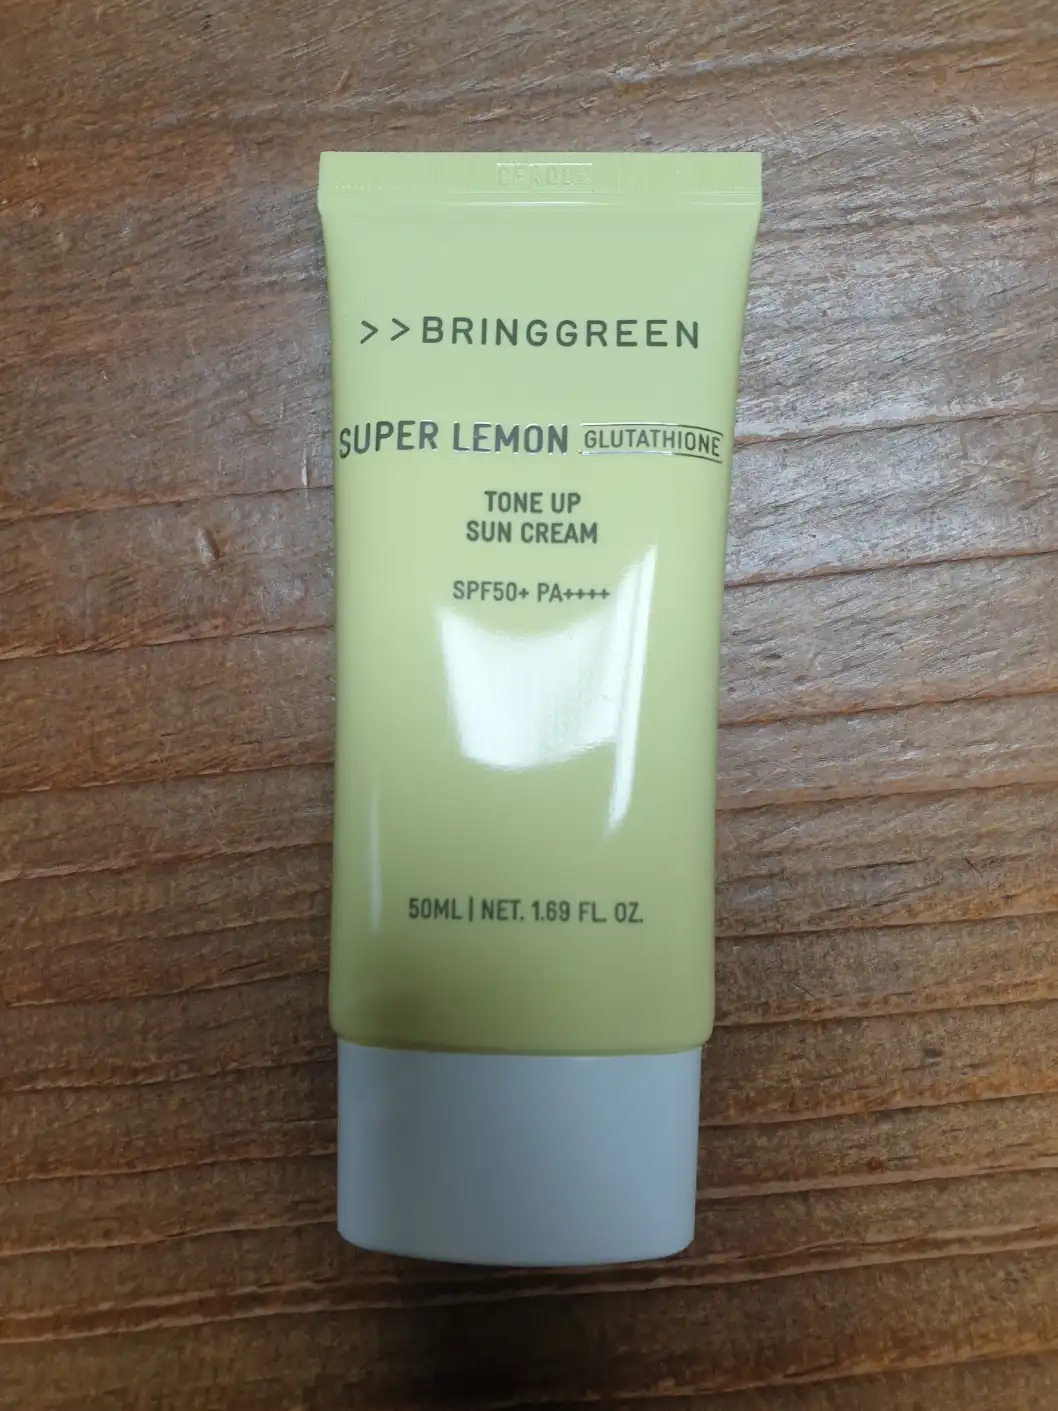 >>BRINGGREEN
SUPER LEMON GLUTATHIONE
TONE UP
SUN CREAM
SPF50+ PA++++
50ML | NET. 1.69 FL. OZ.